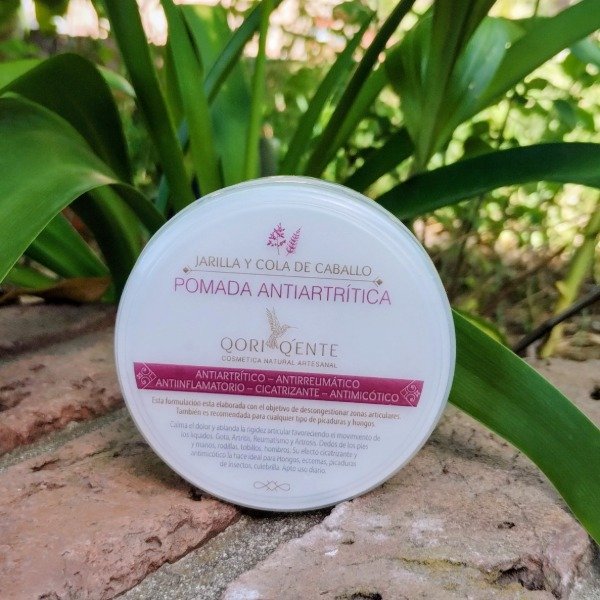 JARILLA Y COLA DE CABALLO
POMADA ANTIARTRÍTICA
QORI Q'ENTE
COSMETICA NATURAL ARTESANAL
ANTIARTRÍTICO – ANTIRREUMÁTICO
ANTIINFLAMATORIO – CICATRIZANTE – ANTIMICÓTICO
Esta formulación esta elaborada con el objetivo de descongestionar zonas articulares.
También es recomendada para cualquier tipo de picaduras y hongos.
Calma el dolor y ablanda la rigidez articular favoreciendo el movimiento de
los líquidos. Gota, Artritis, Reumatismo y Artrosis. Dedos de los pies
y manos, rodillas, tobillos, hombros. Su efecto cicatrizante y
antimicótico la hace ideal para Hongos, eccemas, picaduras
de insectos, culebrilla. Apto uso diario.